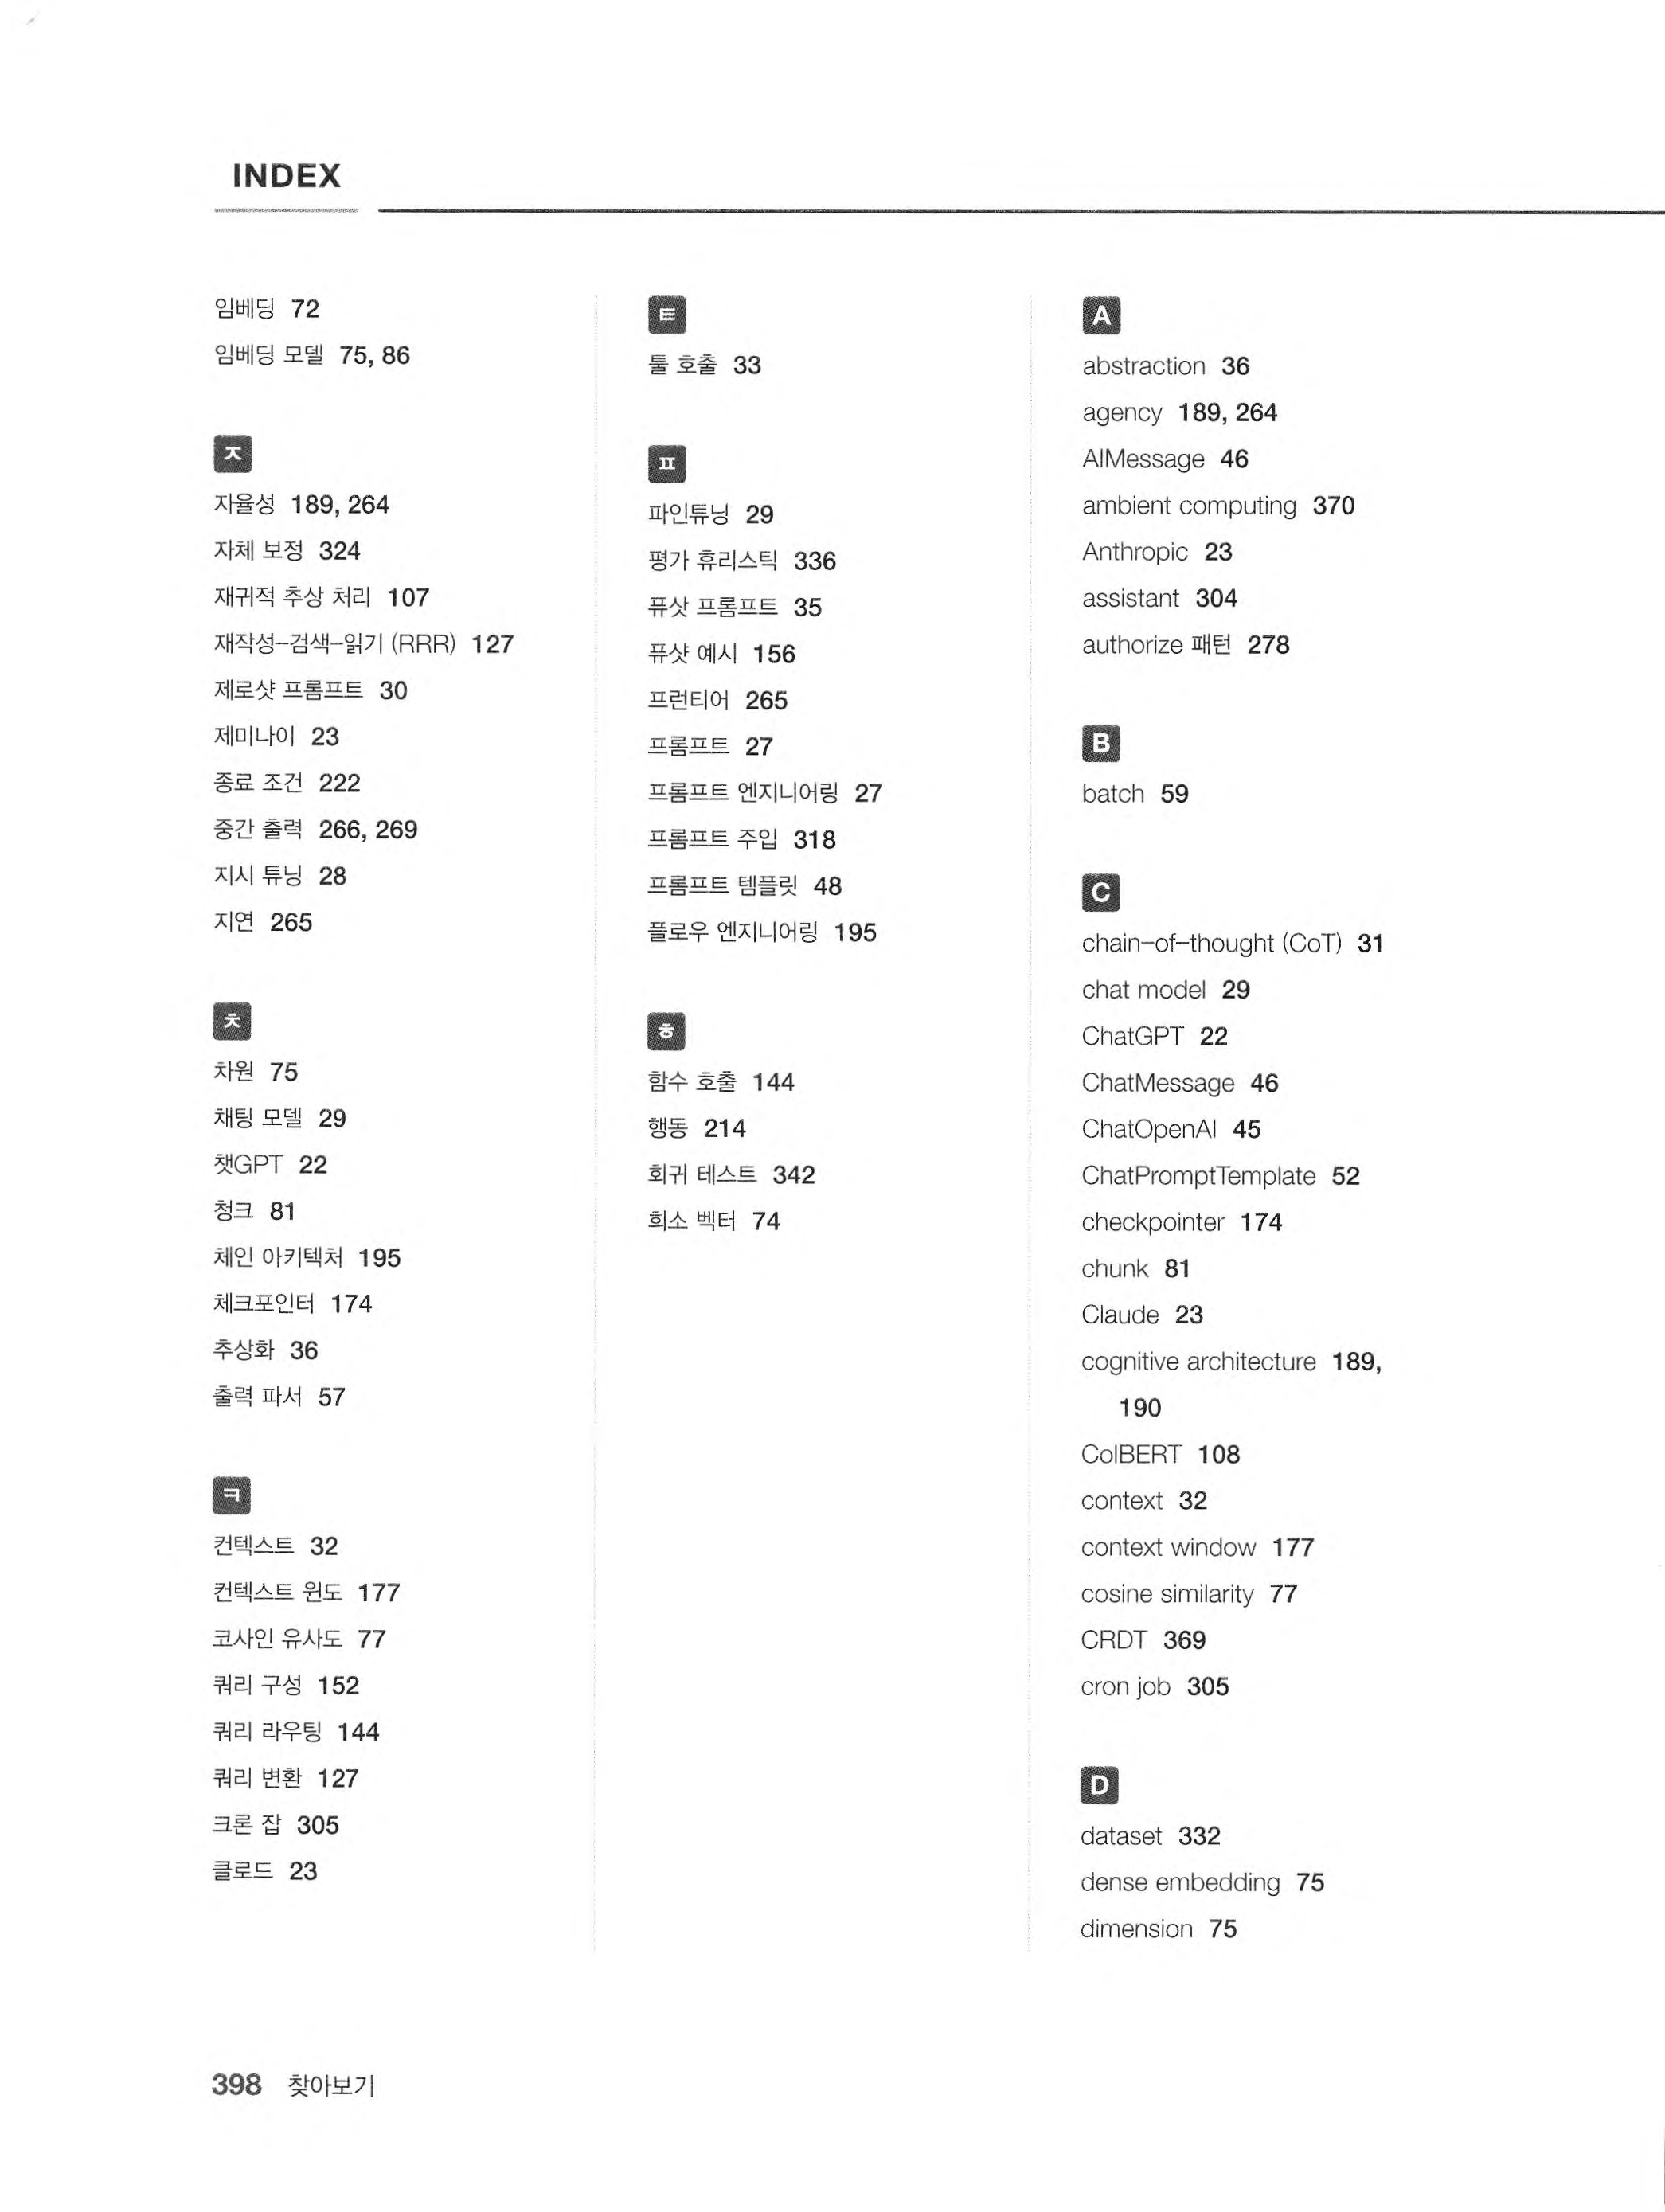 INDEX
임베딩 72
임베딩 모델 75, 86
ㅈ
자율성 189, 264
자체 보정 324
재귀적 추상 처리 107
재작성-검색-읽기 (RRR) 127
제로샷 프롬프트 30
제미나이 23
종료 조건 222
중간 출력 266, 269
지시 튜닝 28
지연 265
ㅊ
차원 75
채팅 모델 29
챗GPT 22
청크 81
체인 아키텍처 195
체크포인터 174
추상화 36
출력 파서 57
ㅋ
컨텍스트 32
컨텍스트 윈도 177
코사인 유사도 77
쿼리 구성 152
쿼리 라우팅 144
쿼리 변환 127
크론 잡 305
클로드 23
ㅌ
툴 호출 33
ㅍ
파인튜닝 29
평가 휴리스틱 336
퓨샷 프롬프트 35
퓨샷 예시 156
프런티어 265
프롬프트 27
프롬프트 엔지니어링 27
프롬프트 주입 318
프롬프트 템플릿 48
플로우 엔지니어링 195
ㅎ
함수 호출 144
행동 214
회귀 테스트 342
희소 벡터 74
A
abstraction 36
agency 189, 264
AIMessage 46
ambient computing 370
Anthropic 23
assistant 304
authorize 패턴 278
B
batch 59
C
chain-of-thought (CoT) 31
chat model 29
ChatGPT 22
ChatMessage 46
ChatOpenAI 45
ChatPromptTemplate 52
checkpointer 174
chunk 81
Claude 23
cognitive architecture 189,
190
ColBERT 108
context 32
context window 177
cosine similarity 77
CRDT 369
cron job 305
D
dataset 332
dense embedding 75
dimension 75
398 찾아보기